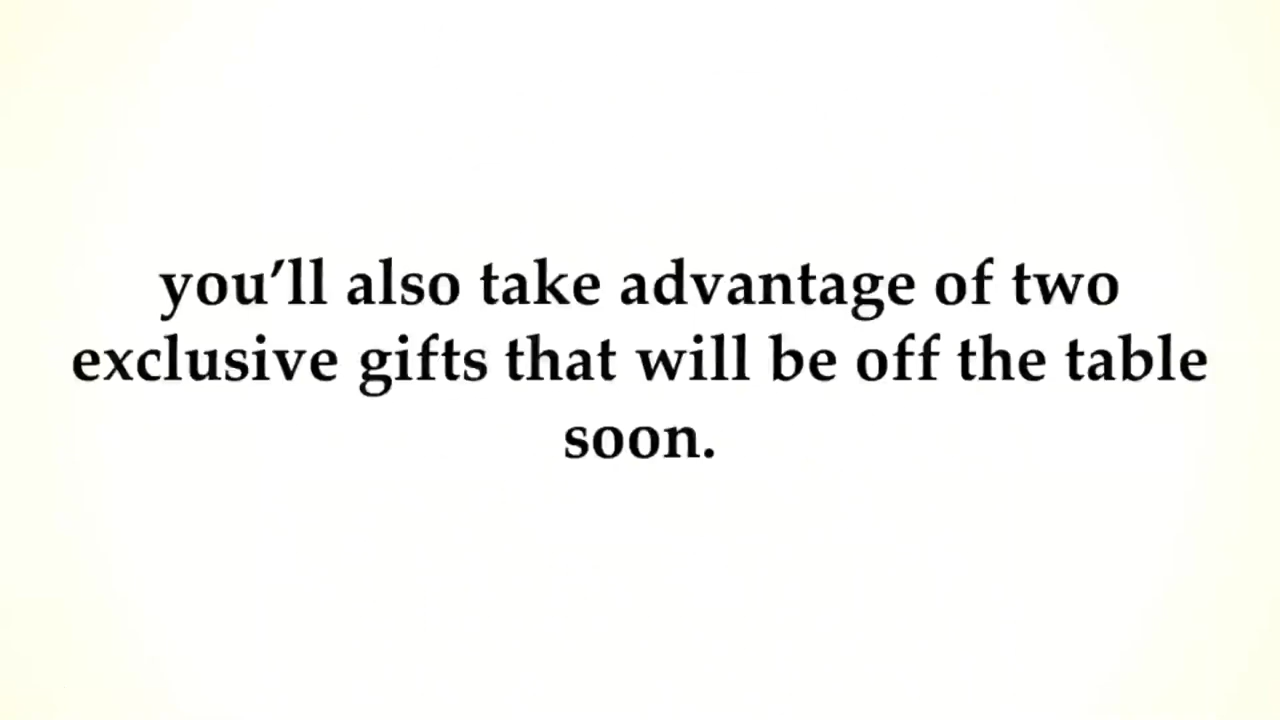 you’ll also take advantage of two
exclusive gifts that will be off the table
soon.